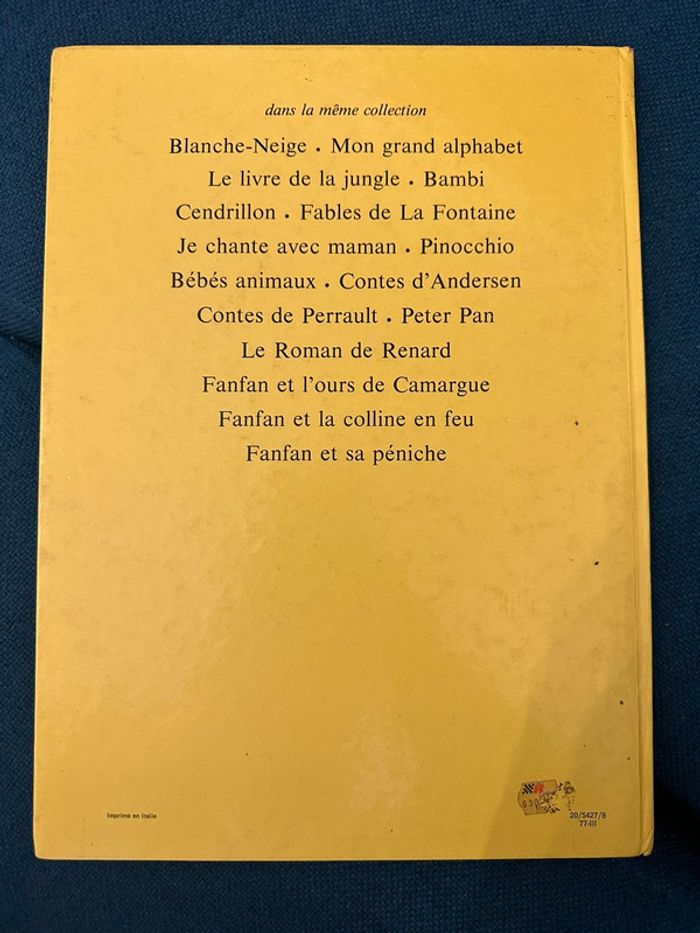 dans la même collection
Blanche-Neige • Mon grand alphabet
Le livre de la jungle • Bambi
Cendrillon • Fables de La Fontaine
Je chante avec maman • Pinocchio
Bébés animaux • Contes d'Andersen
Contes de Perrault • Peter Pan
Le Roman de Renard
Fanfan et l'ours de Camargue
Fanfan et la colline en feu
Fanfan et sa péniche
Imprimé en Italie
20/5427/8
77-III